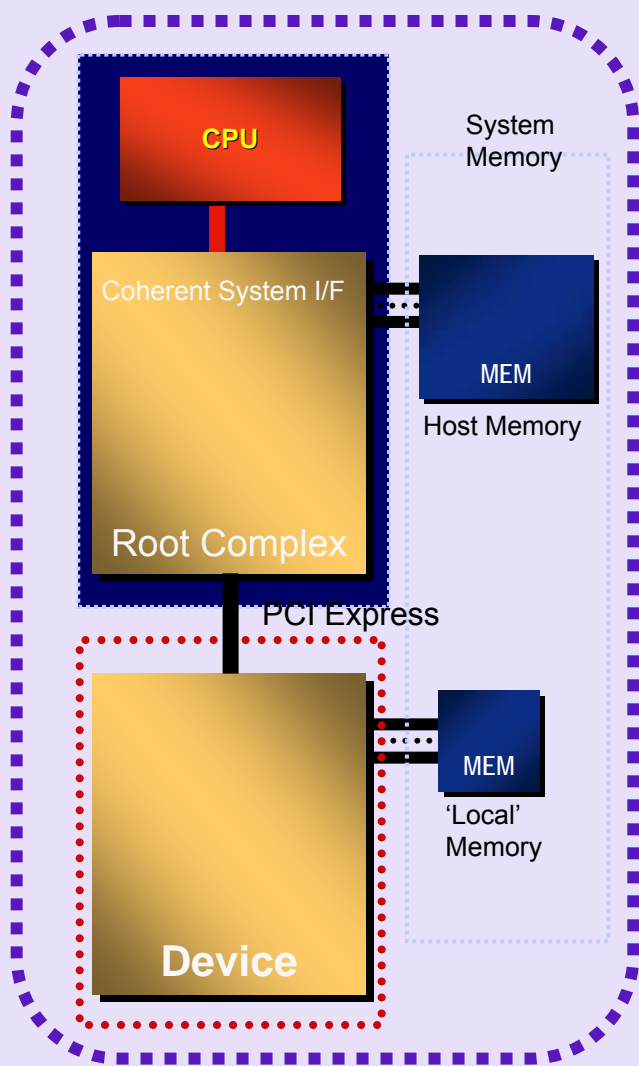 CPU
System
Memory
Coherent System I/F
MEM
Host Memory
Root Complex
PCI Express
MEM
‘Local’
Memory
Device